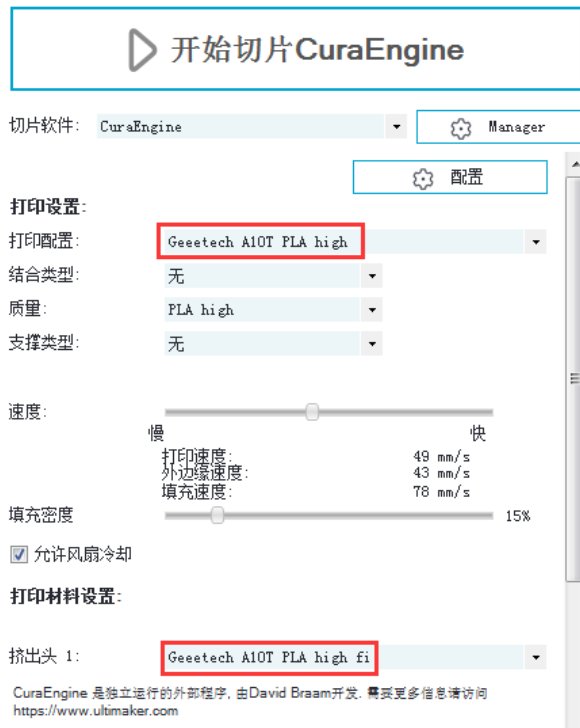 开始切片CuraEngine
切片软件: CuraEngine Manager
配置
打印设置:
打印配置: Geeetech A10T PLA high
结合类型: 无
质量: PLA high
支撑类型: 无
速度:
慢 快
打印速度: 49 mm/s
外边缘速度: 43 mm/s
填充速度: 78 mm/s
填充密度 15%
允许风扇冷却
打印材料设置:
挤出头 1: Geeetech A10T PLA high fi
CuraEngine 是独立运行的外部程序, 由David Braam开发. 需要更多信息请访问
https://www.ultimaker.com